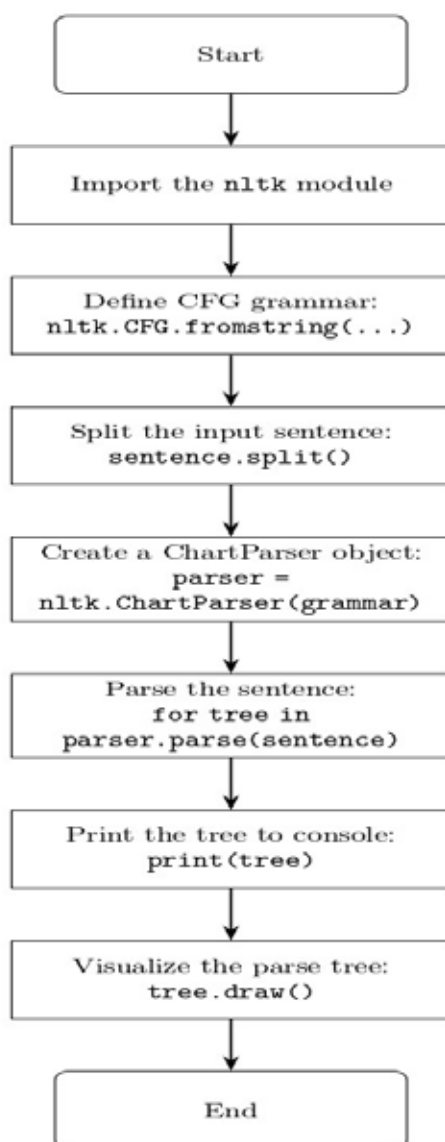 Start
Import the nltk module
Define CFG grammar:
nltk.CFG.fromstring(...)
Split the input sentence:
sentence.split()
Create a ChartParser object:
parser =
nltk.ChartParser(grammar)
Parse the sentence:
for tree in
parser.parse(sentence)
Print the tree to console:
print(tree)
Visualize the parse tree:
tree.draw()
End